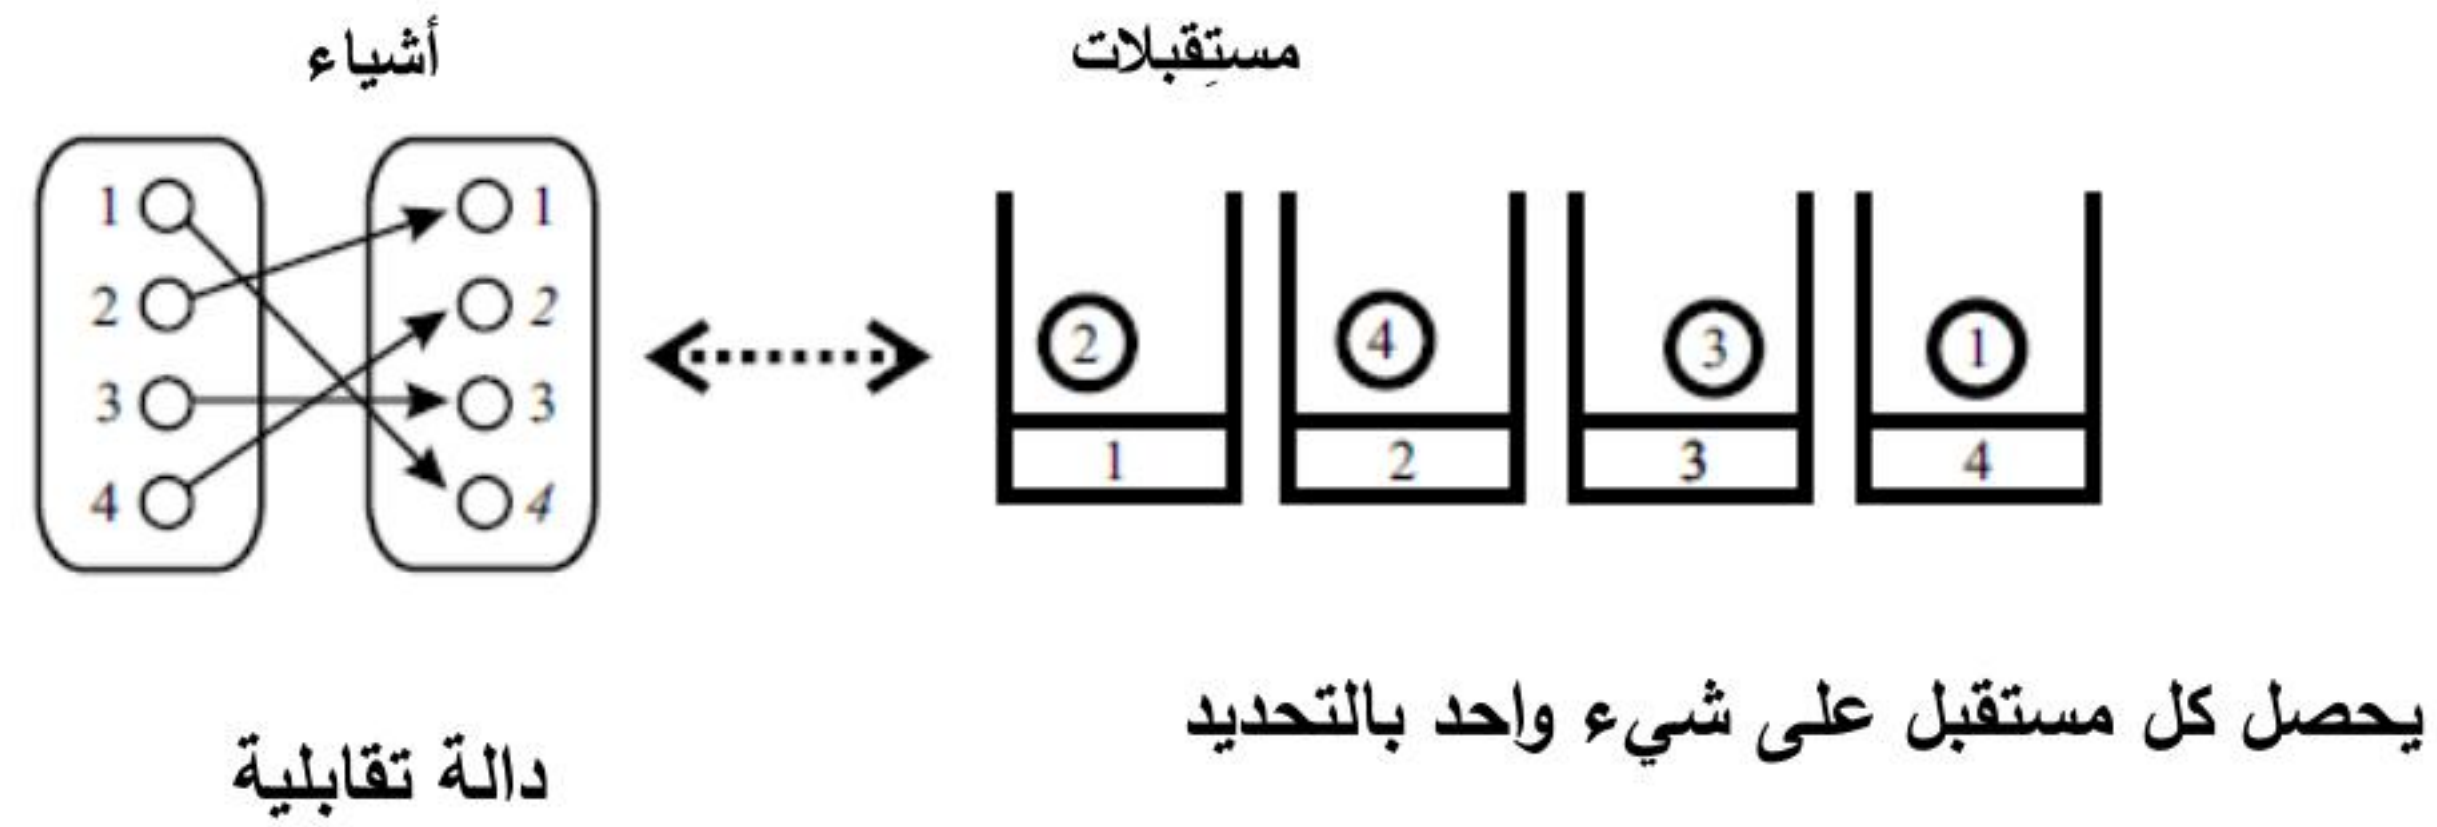 أشياء
مستِقبلات
1 1
2 2
3 3
4 4
2 4 3 1
1 2 3 4
يحصل كل مستقبل على شيء واحد بالتحديد
دالة تقابلية